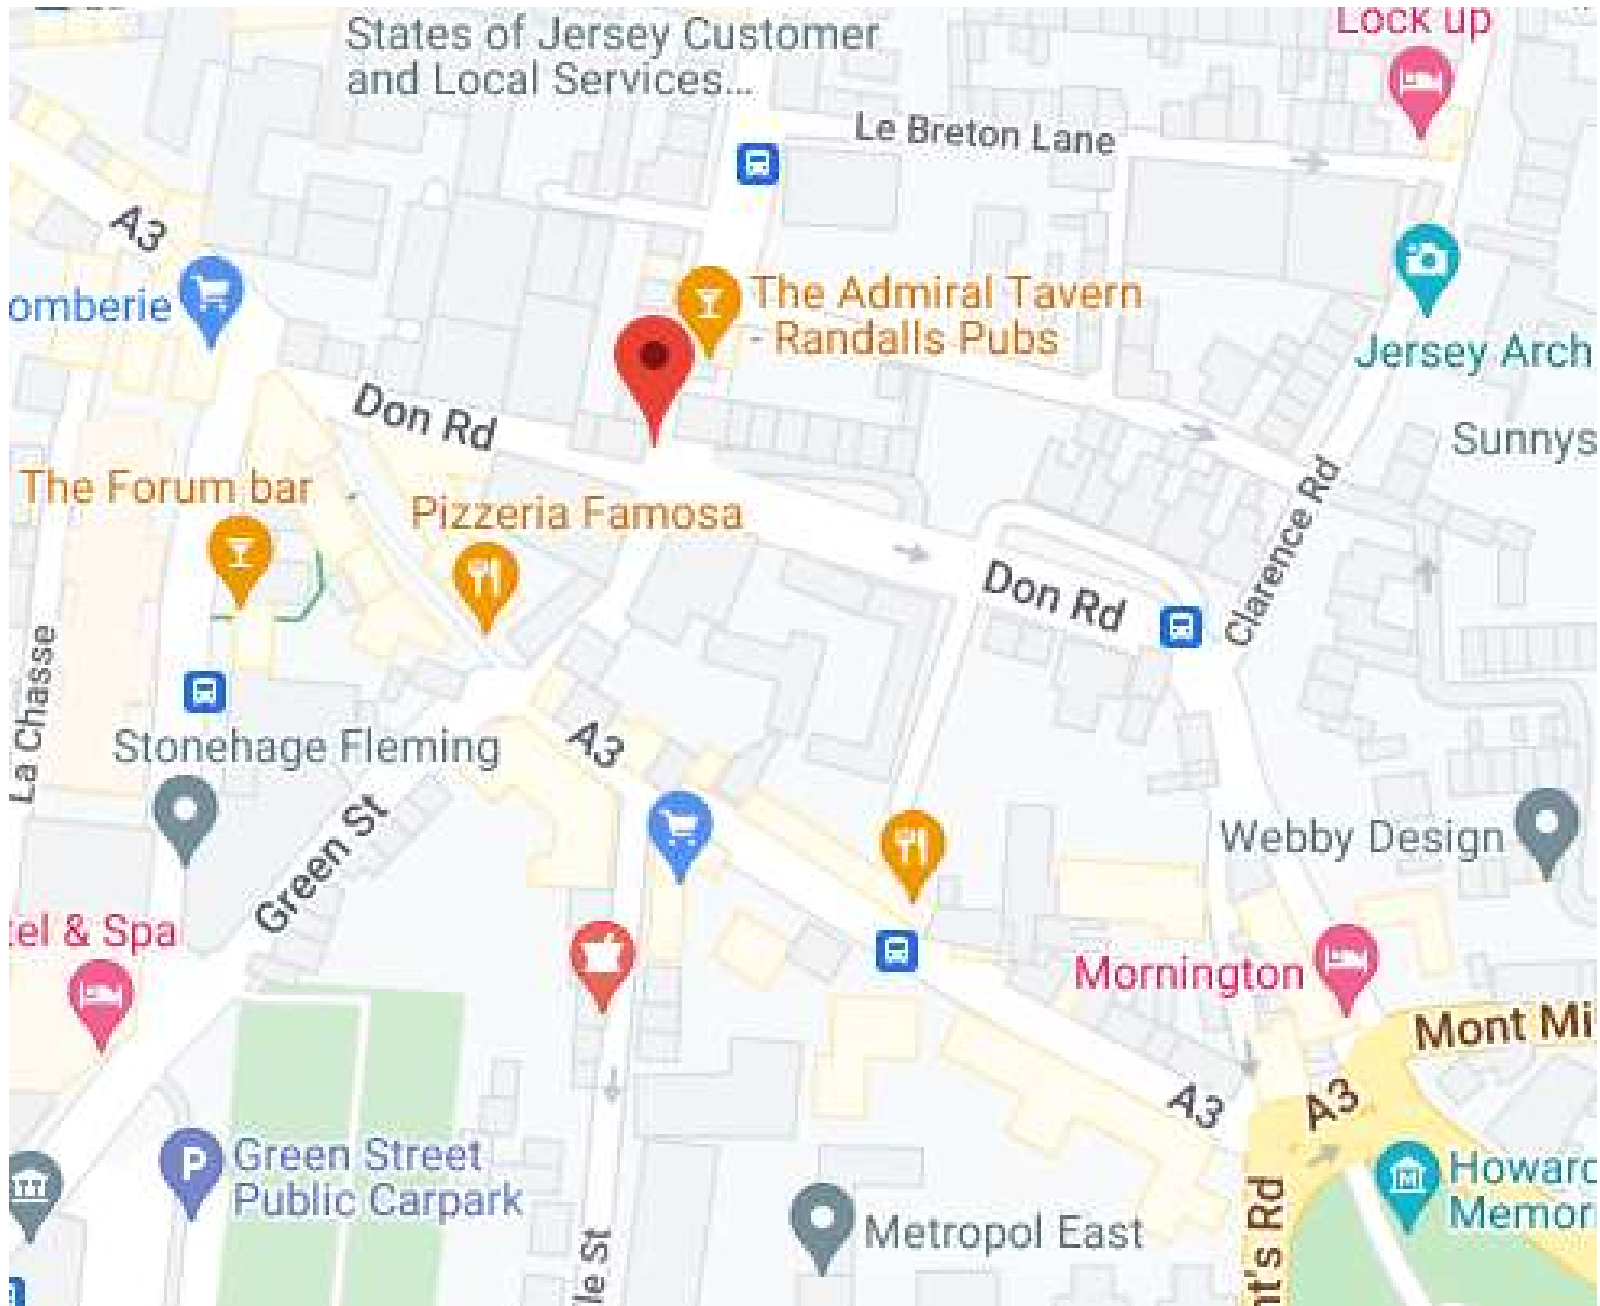 Lock up
States of Jersey Customer
and Local Services...
Le Breton Lane
A3
omberie
The Admiral Tavern
- Randalls Pubs
Jersey Arch
Don Rd
Sunnys
The Forum bar
Pizzeria Famosa
Clarence Rd
Don Rd
La Chasse
Stonehage Fleming
A3
Green St
Webby Design
tel & Spa
Mornington
Mont Mi
A3
A3
P
Green Street
Public Carpark
Howard
Memor
M
Metropol East
lle St
nt's Rd